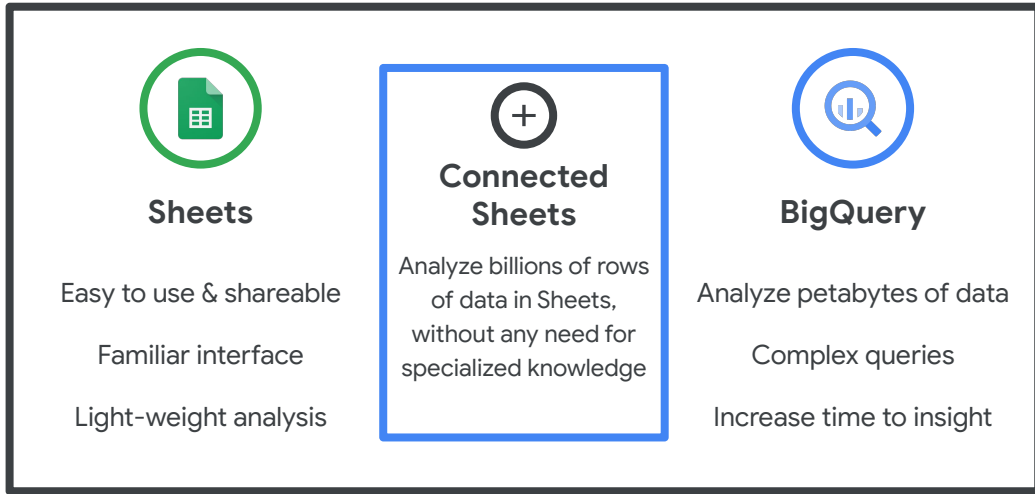 Sheets
Easy to use & shareable
Familiar interface
Light-weight analysis
Connected
Sheets
Analyze billions of rows
of data in Sheets,
without any need for
specialized knowledge
BigQuery
Analyze petabytes of data
Complex queries
Increase time to insight